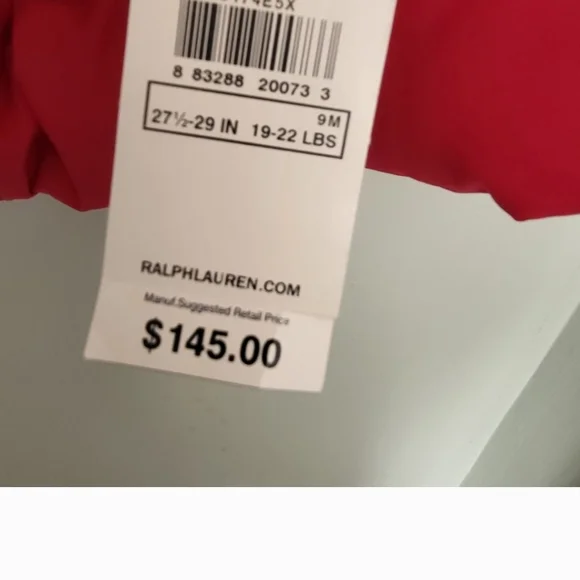 8 83288 20073 3
9M
27½-29 IN 19-22 LBS
RALPHLAUREN.COM
Manuf.Suggested Retail Price
$145.00